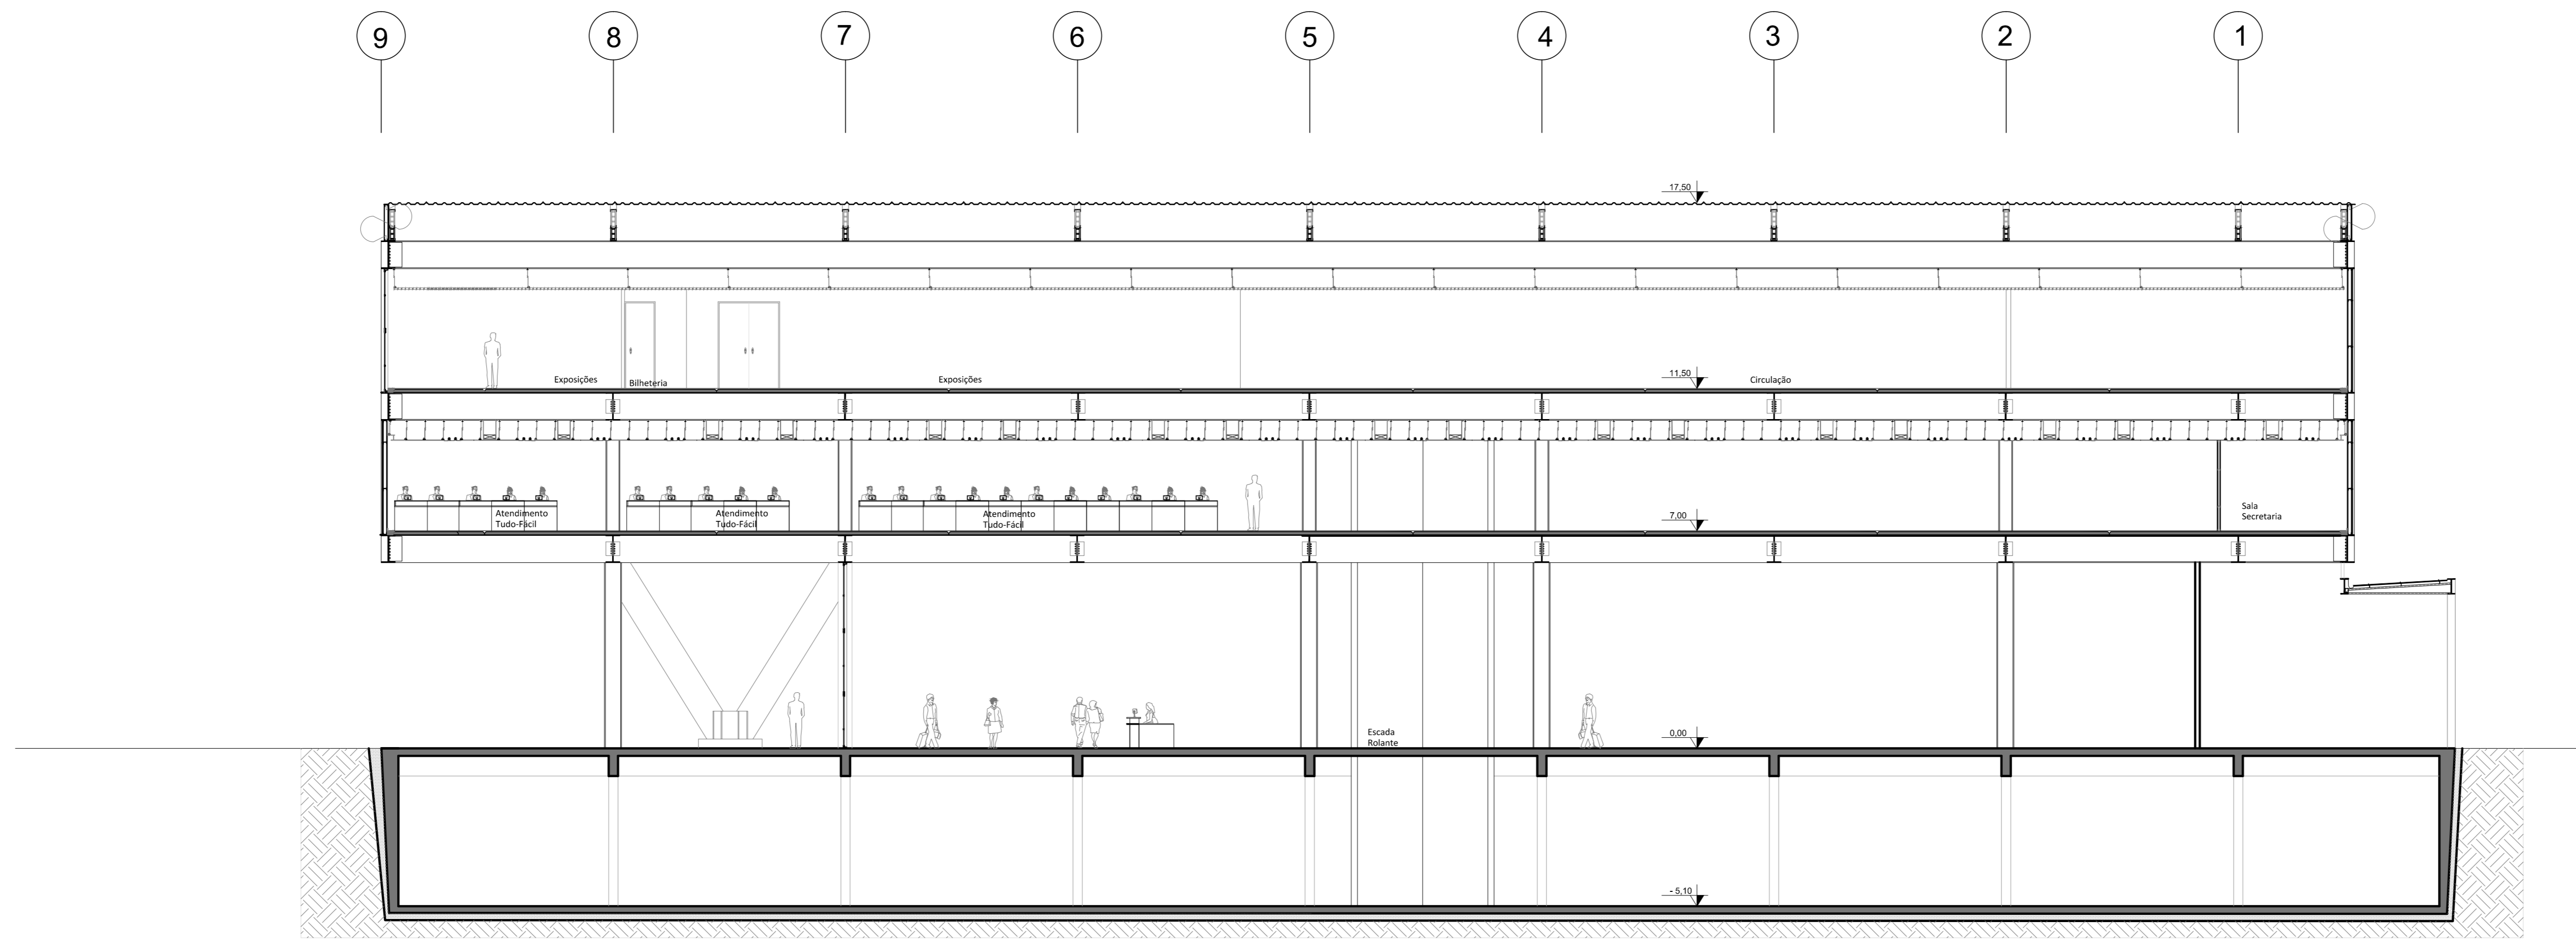 9 8 7 6 5 4 3 2 1
17,50
Exposições Bilheteria Exposições 11,50 Circulação
Atendimento
Tudo-Fácil
Atendimento
Tudo-Fácil
Atendimento
Tudo-Fácil
7,00
Sala
Secretaria
Escada
Rolante
0,00
- 5,10